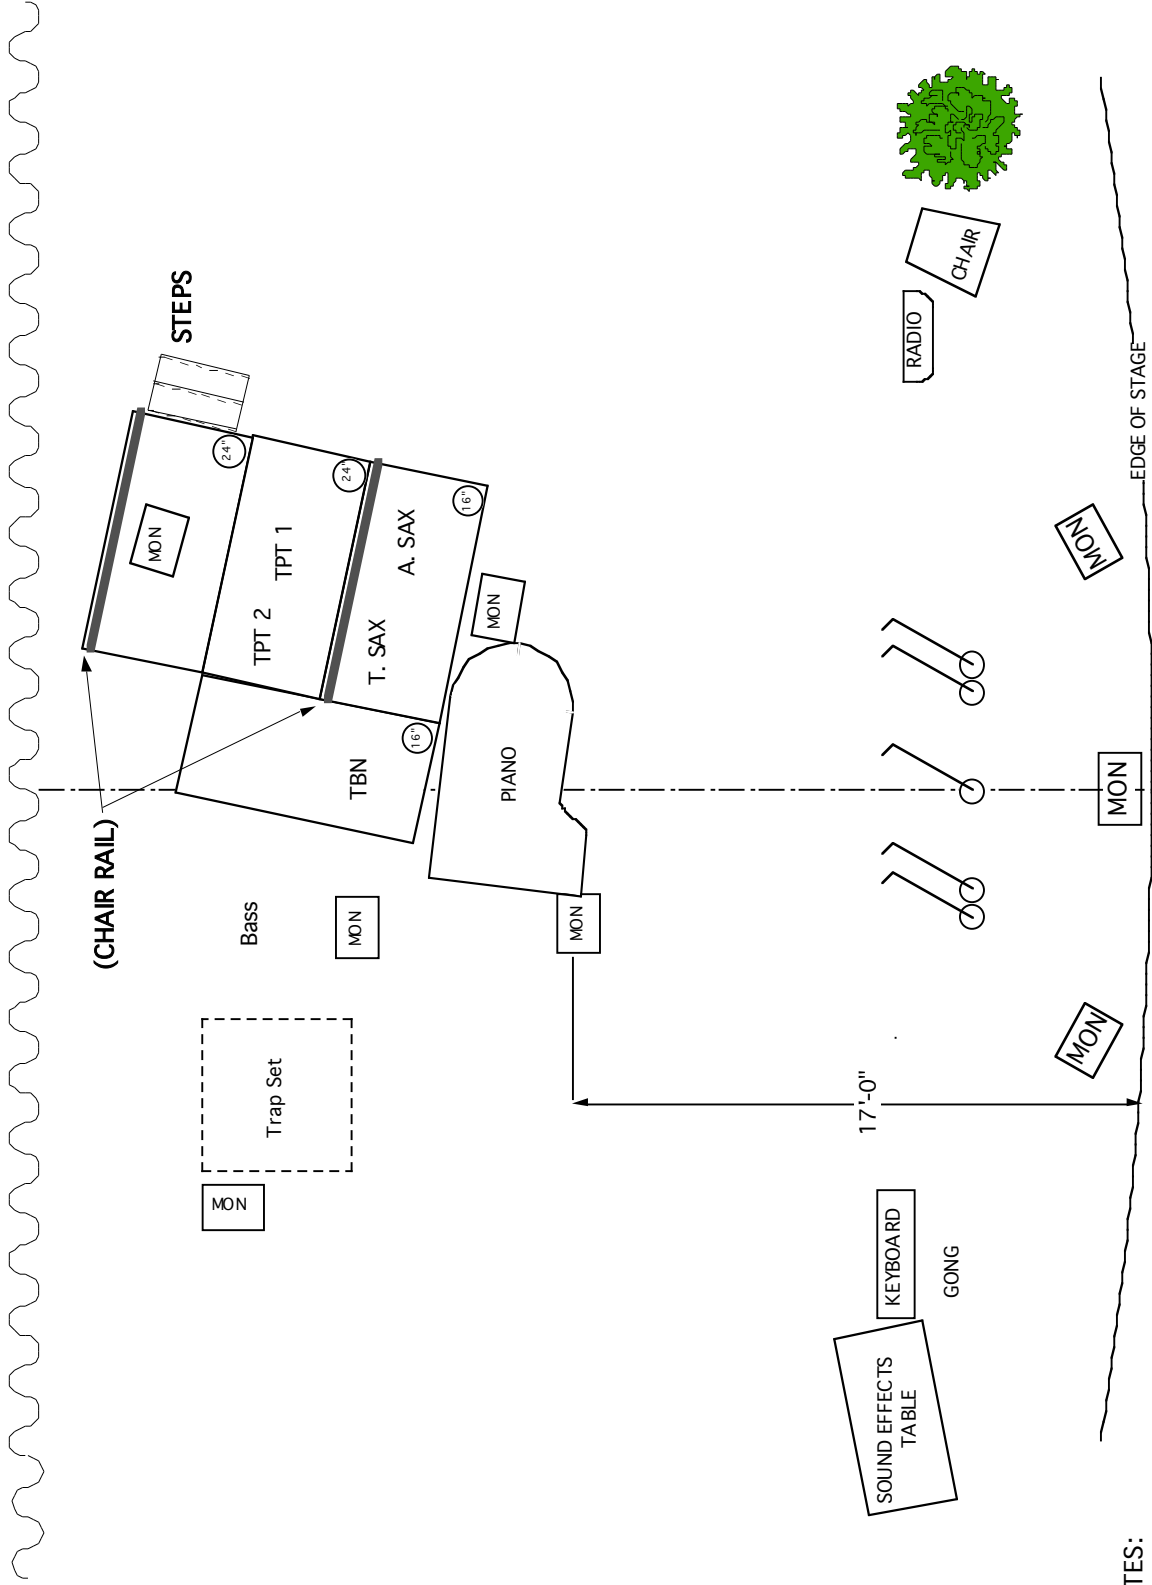 STEPS
(CHAIR RAIL)
MON
24"
TPT 1
TPT 2
24"
A. SAX
T. SAX
16"
TBN
16"
MON
PIANO
Bass
MON
MON
Trap Set
MON
CHAIR
RADIO
EDGE OF STAGE
MON
MON
MON
17'-0"
KEYBOARD
GONG
SOUND EFFECTS
TABLE
TES: